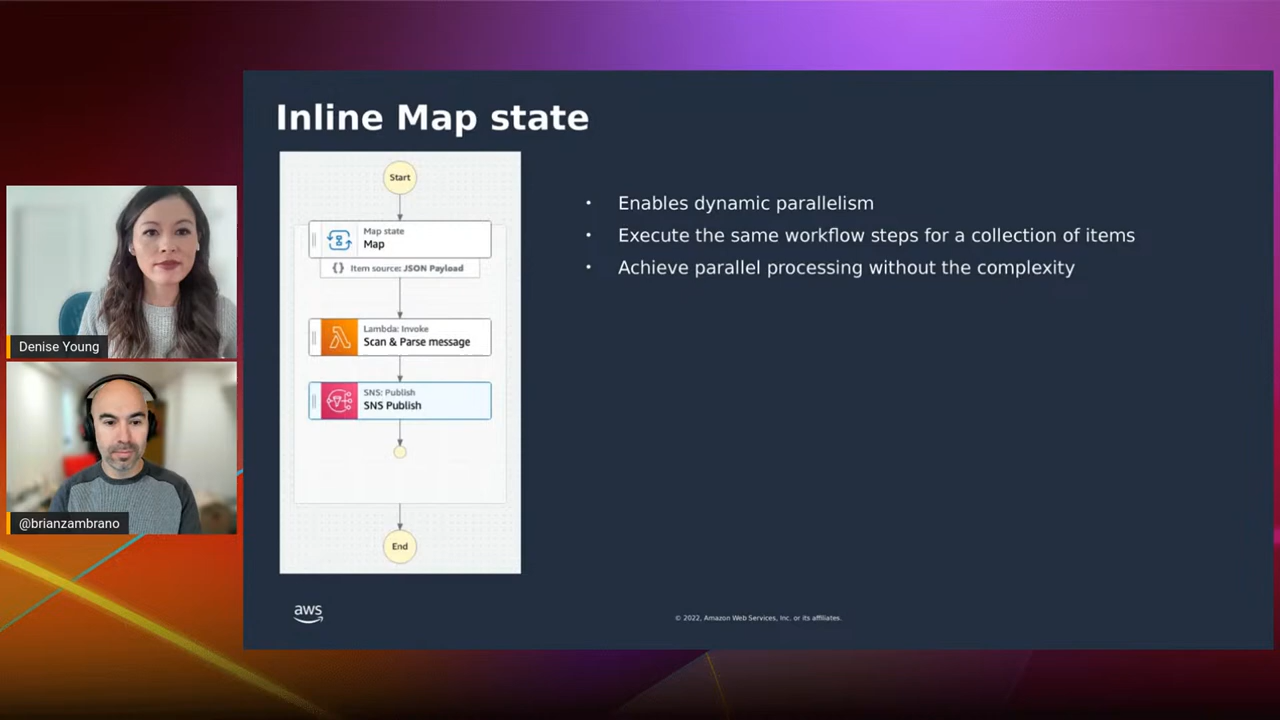 Inline Map state
Start
Map state
Map
{} Item source: JSON Payload
Lambda: Invoke
Scan & Parse message
SNS: Publish
SNS Publish
End
• Enables dynamic parallelism
• Execute the same workflow steps for a collection of items
• Achieve parallel processing without the complexity
Denise Young
@brianzambrano
aws
© 2022, Amazon Web Services, Inc. or its affiliates.